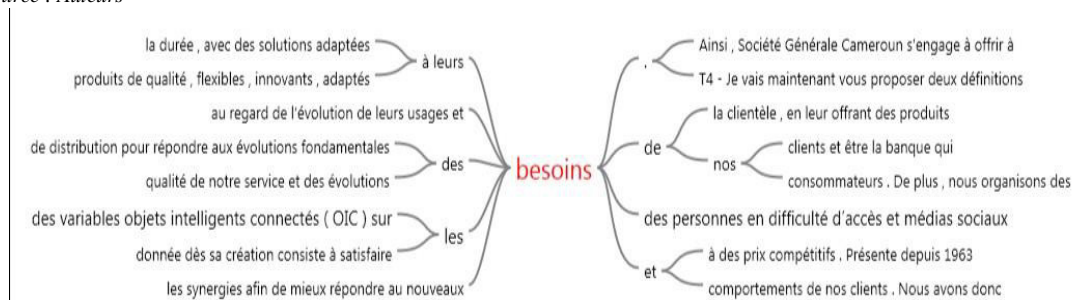 la durée , avec des solutions adaptées
produits de qualité , flexibles , innovants , adaptés
à leurs
au regard de l'évolution de leurs usages et
de distribution pour répondre aux évolutions fondamentales
qualité de notre service et des évolutions
des
des variables objets intelligents connectés ( OIC ) sur
donnée dès sa création consiste à satisfaire
les
les synergies afin de mieux répondre au nouveaux
besoins
.
Ainsi , Société Générale Cameroun s'engage à offrir à
T4 - Je vais maintenant vous proposer deux définitions
de
la clientèle , en leur offrant des produits
nos
clients et être la banque qui
consommateurs . De plus , nous organisons des
des personnes en difficulté d'accès et médias sociaux
et
à des prix compétitifs . Présente depuis 1963
comportements de nos clients . Nous avons donc